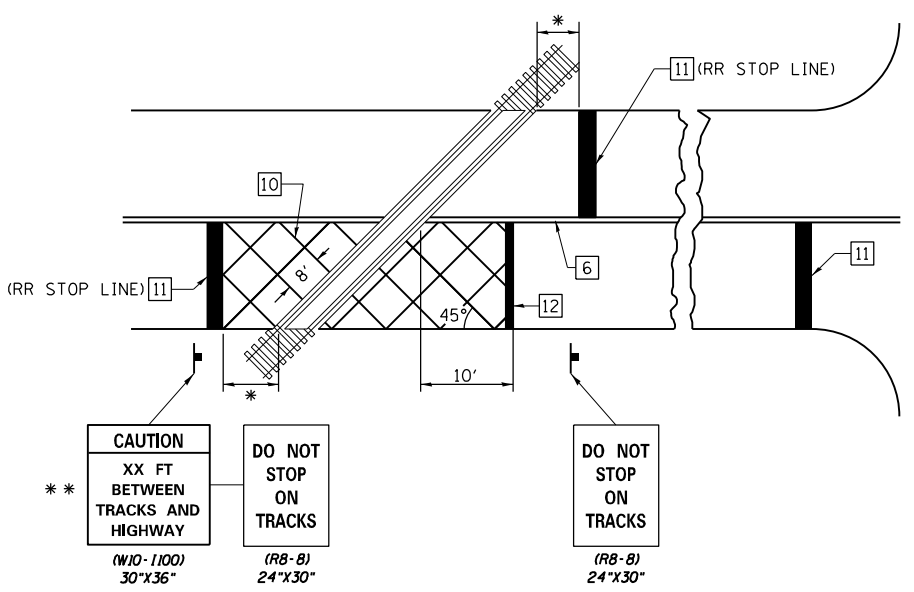 *
11 (RR STOP LINE)
10
8'
6
11
(RR STOP LINE) 11
45°
12
*
10'
**
CAUTION
XX FT
BETWEEN
TRACKS AND
HIGHWAY
(W10-I100)
30"X36"
DO NOT
STOP
ON
TRACKS
(R8-8)
24"X30"
DO NOT
STOP
ON
TRACKS
(R8-8)
24"X30"